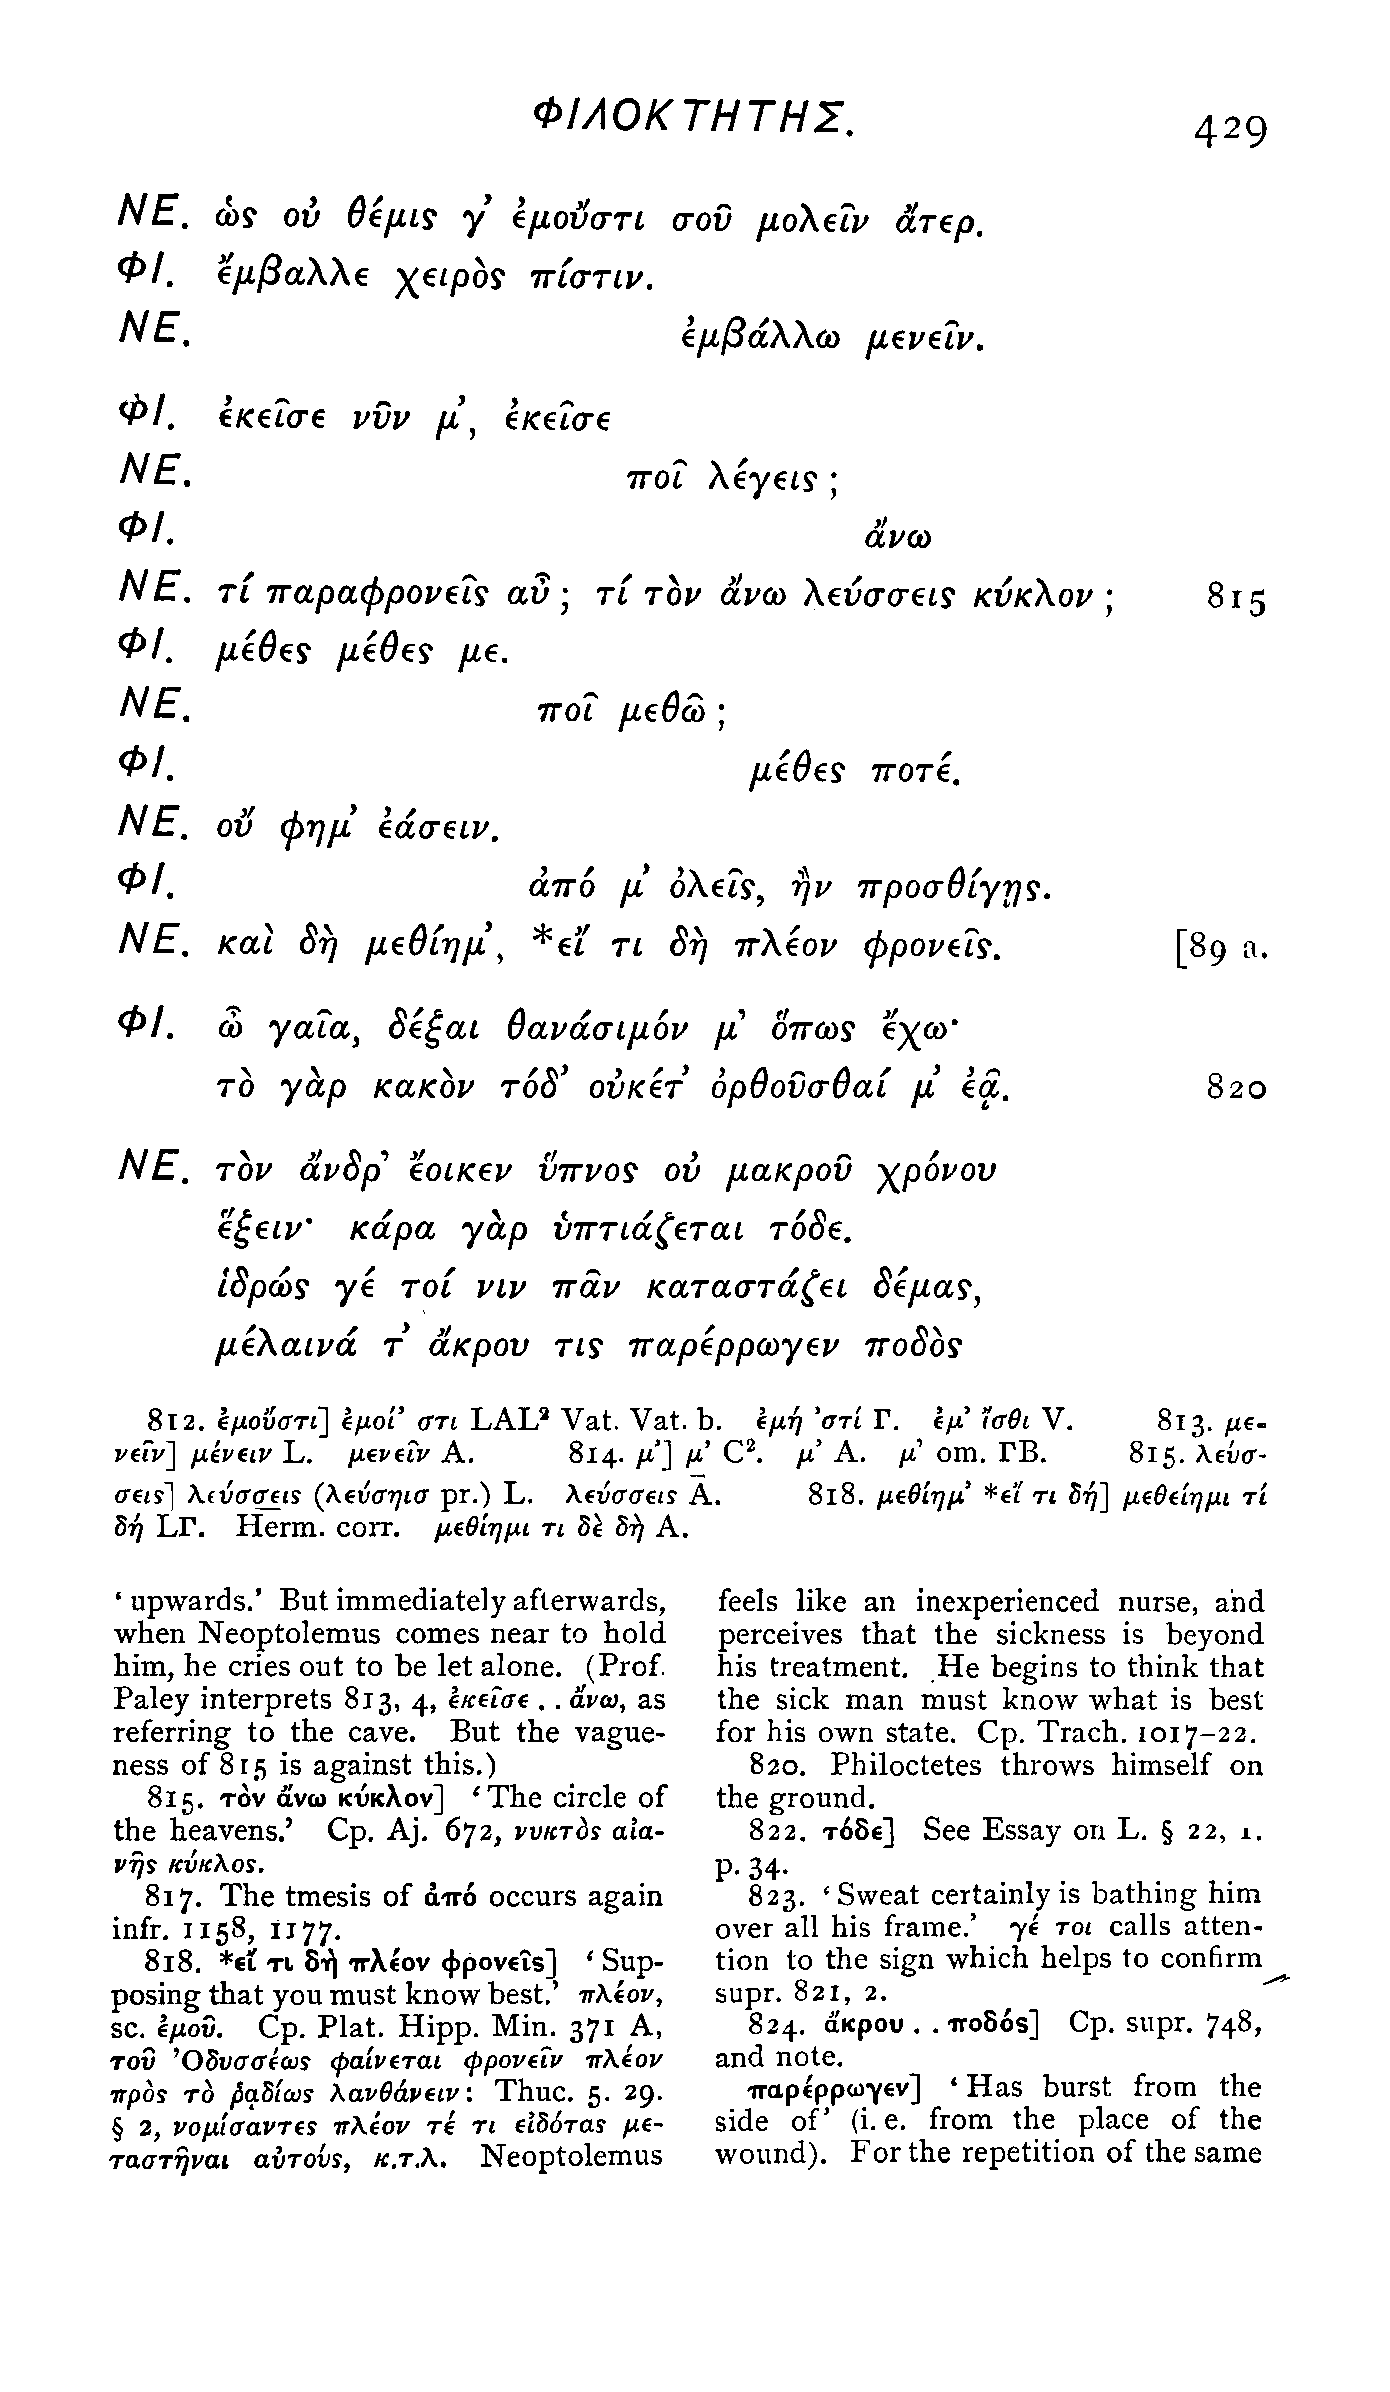 ΦΙΛΟΚΤΗΤΗΣ. 429
ΝΕ. ὡς οὐ θέμις γ' ἐμοὔστι σοῦ μολεῖν ἄτερ.
ΦΙ. ἔμβαλλε χειρὸς πίστιν.
ΝΕ. ἐμβάλλω μενεῖν.
ΦΙ. ἐκεῖσε νῦν μ', ἐκεῖσε
ΝΕ. ποῖ λέγεις ;
ΦΙ. ἄνω
ΝΕ. τί παραφρονεῖς αὖ ; τί τὸν ἄνω λεύσσεις κύκλον ; 815
ΦΙ. μέθες μέθες με.
ΝΕ. ποῖ μεθῶ ;
ΦΙ. μέθες ποτέ.
ΝΕ. οὔ φημ' ἐάσειν.
ΦΙ. ἀπό μ' ὀλεῖς, ἢν προσθίγῃς.
ΝΕ. καὶ δὴ μεθίημ', *εἴ τι δὴ πλέον φρονεῖς. [89 a.
ΦΙ. ὦ γαῖα, δέξαι θανάσιμόν μ' ὅπως ἔχω·
τὸ γὰρ κακὸν τόδ' οὐκέτ' ὀρθοῦσθαί μ' ἐᾷ. 820
ΝΕ. τὸν ἄνδρ' ἔοικεν ὕπνος οὐ μακροῦ χρόνου
ἕξειν· κάρα γὰρ ὑπτιάζεται τόδε.
ἱδρώς γέ τοί νιν πᾶν καταστάζει δέμας,
μέλαινά τ' ἄκρου τις παρέρρωγεν ποδὸς
812. ἐμοὔστι] ἐμοί' στι LAL² Vat. Vat. b. ἐμή 'στί Γ. ἐμ' ἴσθι V. 813. με-
νεῖν] μένειν L. μενεῖν A. 814. μ'] μ' C². μ' A. μ' om. ΓB. 815. λεύσ-
σεις] λεύσσεις (λεύσηισ pr.) L. λεύσσεις A. 818. μεθίημ' *εἴ τι δή] μεθείημι τί
δή LΓ. Herm. corr. μεθίημι τι δὲ δὴ A.
'upwards.' But immediately afterwards,
when Neoptolemus comes near to hold
him, he cries out to be let alone. (Prof.
Paley interprets 813, 4, ἐκεῖσε . . ἄνω, as
referring to the cave. But the vague-
ness of 815 is against this.)
815. τὸν ἄνω κύκλον] 'The circle of
the heavens.' Cp. Aj. 672, νυκτὸς αἰα-
νῆς κύκλος.
817. The tmesis of ἀπό occurs again
infr. 1158, 1177.
818. *εἴ τι δὴ πλέον φρονεῖς] 'Sup-
posing that you must know best.' πλέον,
sc. ἐμοῦ. Cp. Plat. Hipp. Min. 371 A,
τοῦ Ὀδυσσέως φαίνεται φρονεῖν πλέον
πρὸς τὸ ῥᾳδίως λανθάνειν: Thuc. 5. 29.
§ 2, νομίσαντες πλέον τέ τι εἰδότας με-
ταστῆναι αὐτούς, κ.τ.λ. Neoptolemus
feels like an inexperienced nurse, and
perceives that the sickness is beyond
his treatment. He begins to think that
the sick man must know what is best
for his own state. Cp. Trach. 1017-22.
820. Philoctetes throws himself on
the ground.
822. τόδε] See Essay on L. § 22, 1.
p. 34.
823. 'Sweat certainly is bathing him
over all his frame.' γέ τοι calls atten-
tion to the sign which helps to confirm
supr. 821, 2.
824. ἄκρου . . ποδός] Cp. supr. 748,
and note.
παρέρρωγεν] 'Has burst from the
side of' (i. e. from the place of the
wound). For the repetition of the same